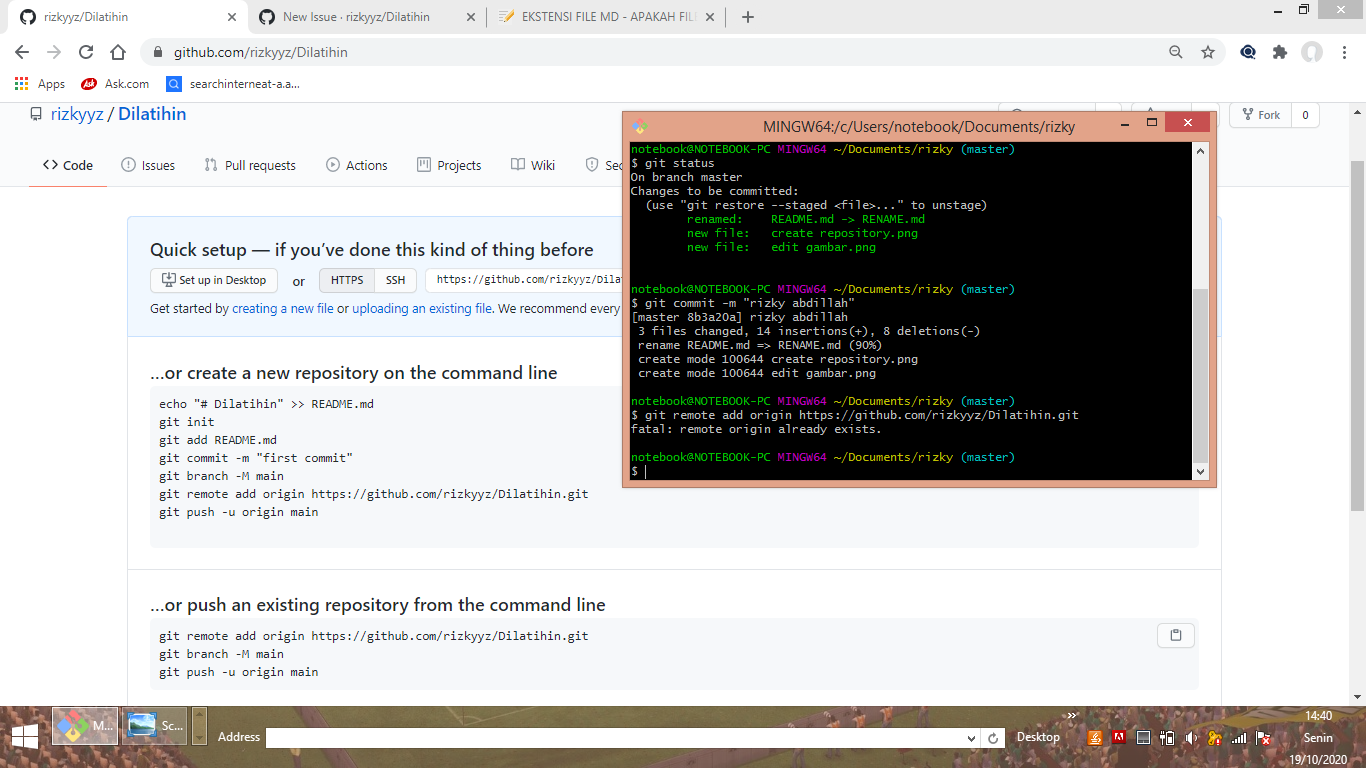 rizkyyz/Dilatihin
New Issue · rizkyyz/Dilatihin
EKSTENSI FILE MD - APAKAH FIL
github.com/rizkyyz/Dilatihin
Apps
Ask.com
searchinterneat-a.a...
rizkyyz / Dilatihin
Fork
0
Code
Issues
Pull requests
Actions
Projects
Wiki
Sec
Quick setup — if you've done this kind of thing before
Set up in Desktop
or
HTTPS
SSH
https://github.com/rizkyyz/Dilat
Get started by creating a new file or uploading an existing file. We recommend every
...or create a new repository on the command line
echo "# Dilatihin" >> README.md
git init
git add README.md
git commit -m "first commit"
git branch -M main
git remote add origin https://github.com/rizkyyz/Dilatihin.git
git push -u origin main
...or push an existing repository from the command line
git remote add origin https://github.com/rizkyyz/Dilatihin.git
git branch -M main
git push -u origin main
MINGW64:/c/Users/notebook/Documents/rizky
notebook@NOTEBOOK-PC MINGW64 ~/Documents/rizky (master)
$ git status
On branch master
Changes to be committed:
(use "git restore --staged <file>..." to unstage)
renamed: README.md -> RENAME.md
new file: create repository.png
new file: edit gambar.png
notebook@NOTEBOOK-PC MINGW64 ~/Documents/rizky (master)
$ git commit -m "rizky abdillah"
[master 8b3a20a] rizky abdillah
3 files changed, 14 insertions(+), 8 deletions(-)
rename README.md => RENAME.md (90%)
create mode 100644 create repository.png
create mode 100644 edit gambar.png
notebook@NOTEBOOK-PC MINGW64 ~/Documents/rizky (master)
$ git remote add origin https://github.com/rizkyyz/Dilatihin.git
fatal: remote origin already exists.
notebook@NOTEBOOK-PC MINGW64 ~/Documents/rizky (master)
$
M...
Sc...
Address
Desktop
14:40
Senin
19/10/2020